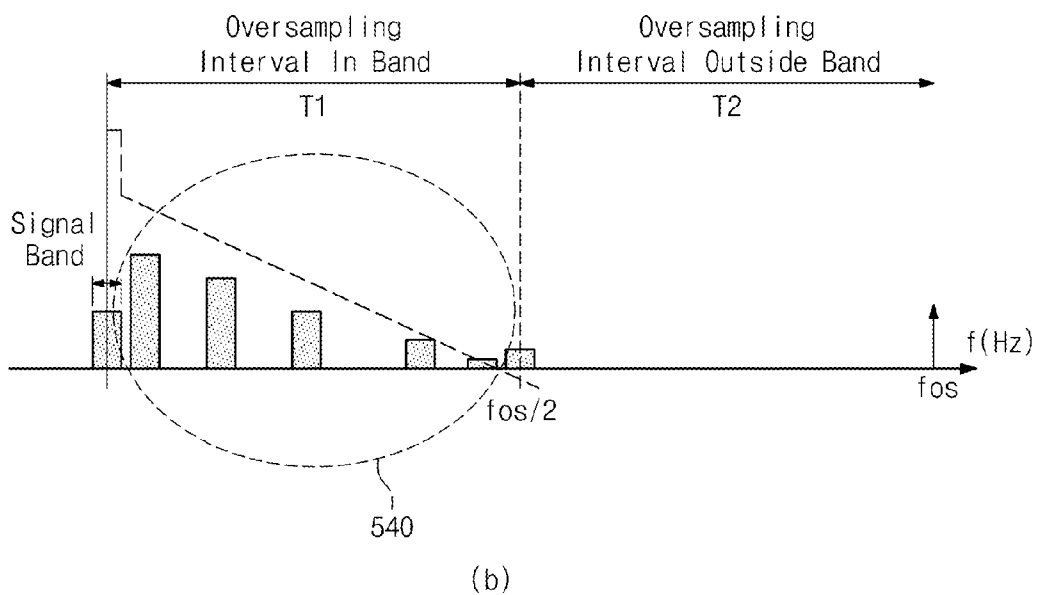 Oversampling
Interval In Band
T1
Oversampling
Interval Outside Band
T2
Signal
Band
f(Hz)
fos/2
fos
540
(b)